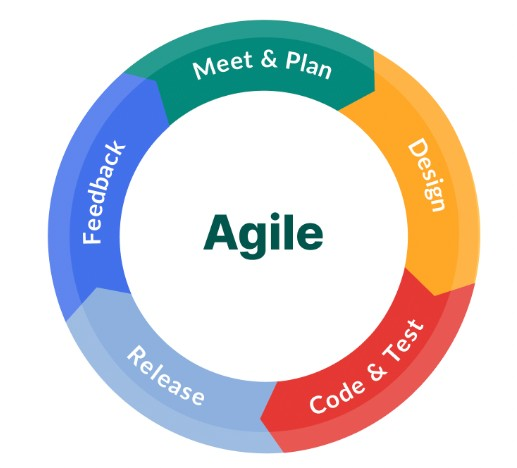 Meet & Plan
Design
Code & Test
Release
Feedback
Agile